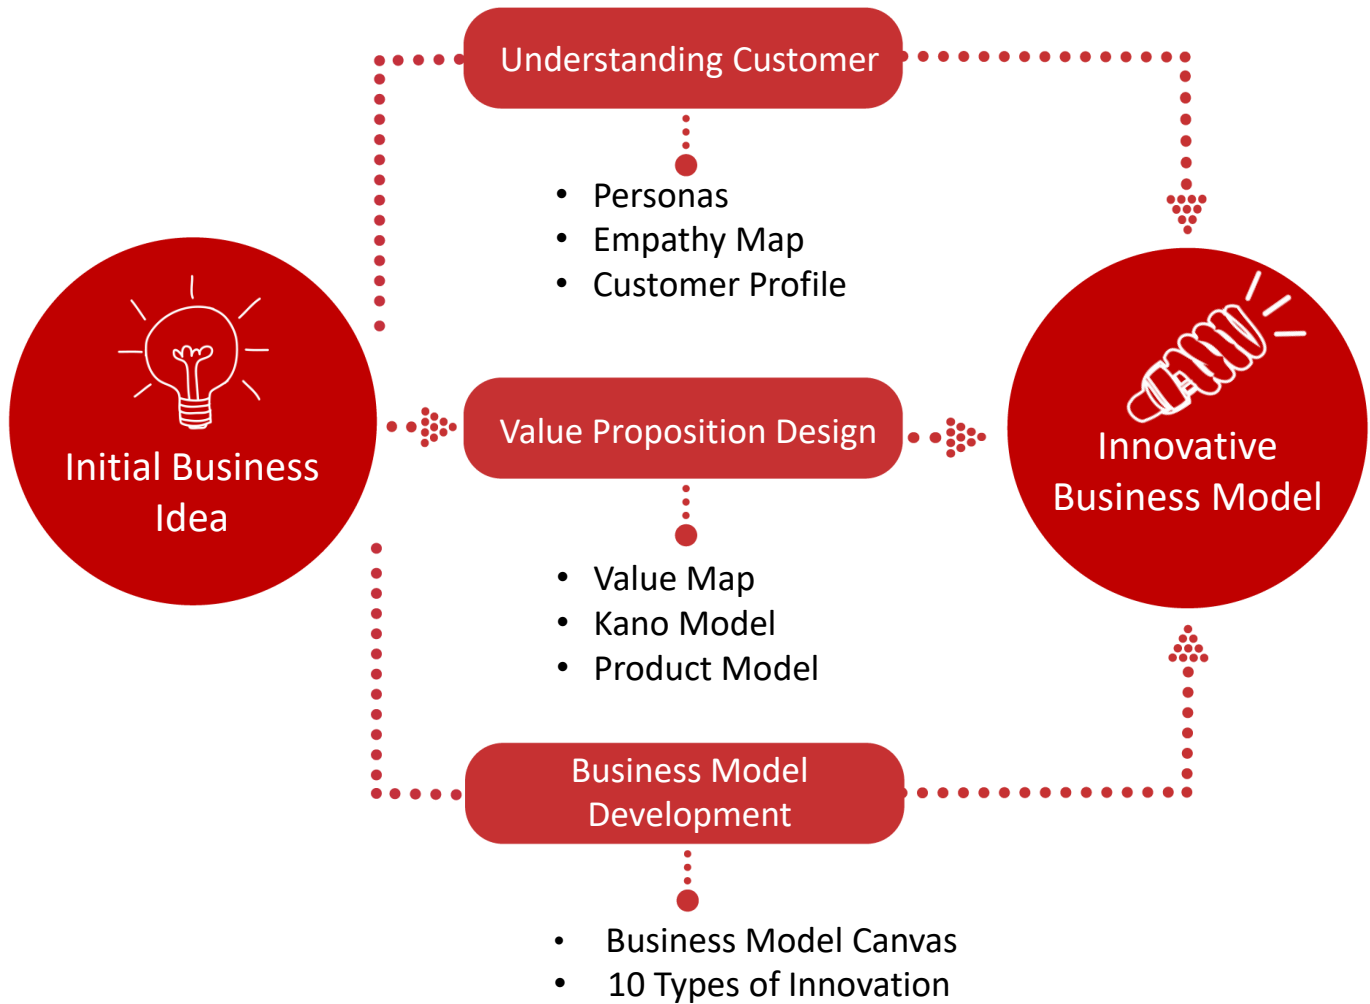 Understanding Customer
• Personas
• Empathy Map
• Customer Profile
Initial Business
Idea
Value Proposition Design
Innovative
Business Model
• Value Map
• Kano Model
• Product Model
Business Model
Development
• Business Model Canvas
• 10 Types of Innovation